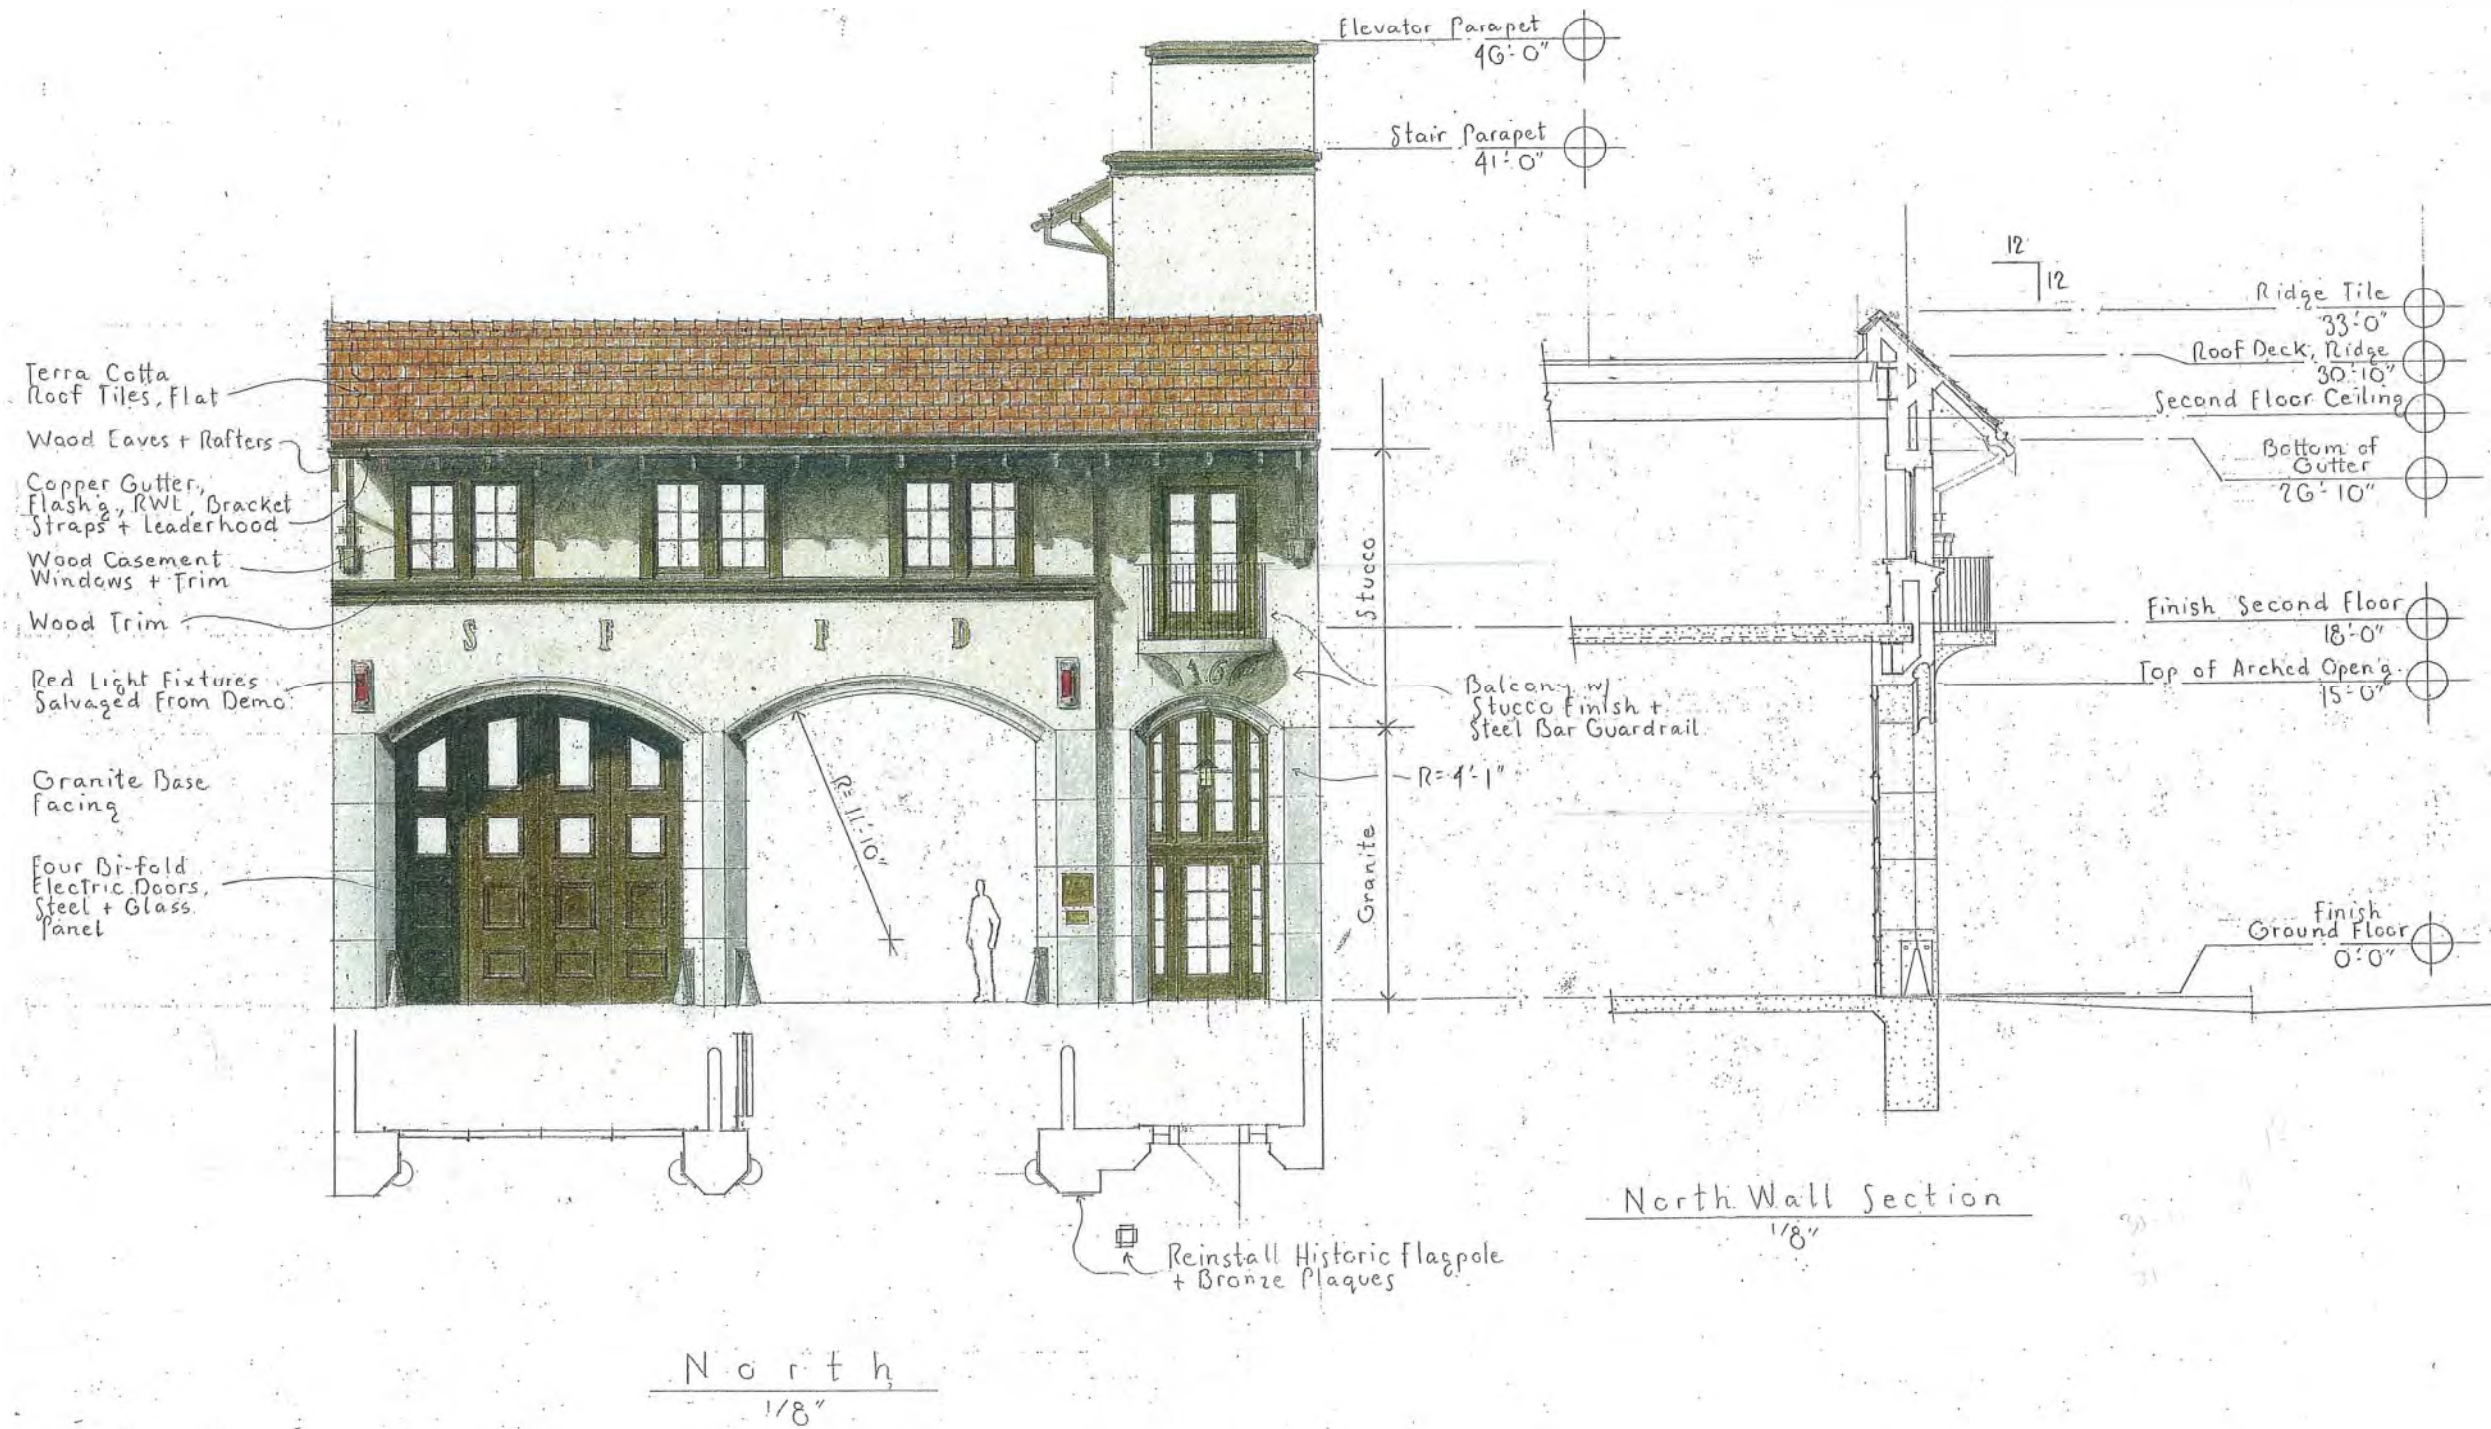 Elevator Parapet
46'-0"
Stair Parapet
41'-0"
12
12
Ridge Tile
33'-0"
Roof Deck, Ridge
30'-10"
Second Floor Ceiling
Bottom of
Gutter
26'-10"
Finish Second Floor
18'-0"
Top of Arched Open'g.
15'-0"
Finish
Ground Floor
0'-0"
Terra Cotta
Roof Tiles, Flat
Wood Eaves + Rafters
Copper Gutter,
Flash'g, RWL, Bracket
Straps + Leaderhood
Wood Casement
Windows + Trim
Wood Trim
Red Light Fixtures
Salvaged From Demo.
Granite Base
Facing
Four Bi-Fold
Electric Doors,
Steel + Glass
Panel
S F F D
16
R=11'-10"
Stucco
Granite
Balcony w/
Stucco Finish +
Steel Bar Guardrail
R=4'-1"
Reinstall Historic Flagpole
+ Bronze Plaques
North
1/8"
North Wall Section
1/8"